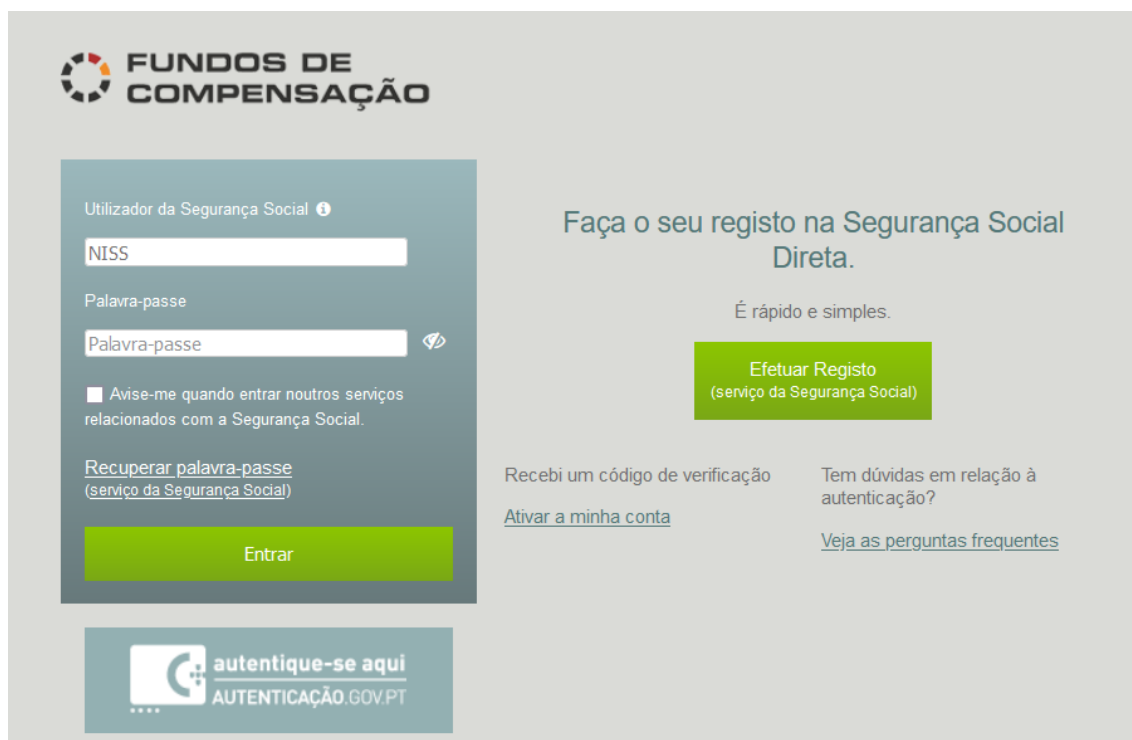 FUNDOS DE
COMPENSAÇÃO
Utilizador da Segurança Social
NISS
Palavra-passe
Palavra-passe
Avise-me quando entrar noutros serviços
relacionados com a Segurança Social.
Recuperar palavra-passe
(serviço da Segurança Social)
Entrar
autentique-se aqui
AUTENTICAÇÃO.GOV.PT
Faça o seu registo na Segurança Social
Direta.
É rápido e simples.
Efetuar Registo
(serviço da Segurança Social)
Recebi um código de verificação
Ativar a minha conta
Tem dúvidas em relação à
autenticação?
Veja as perguntas frequentes